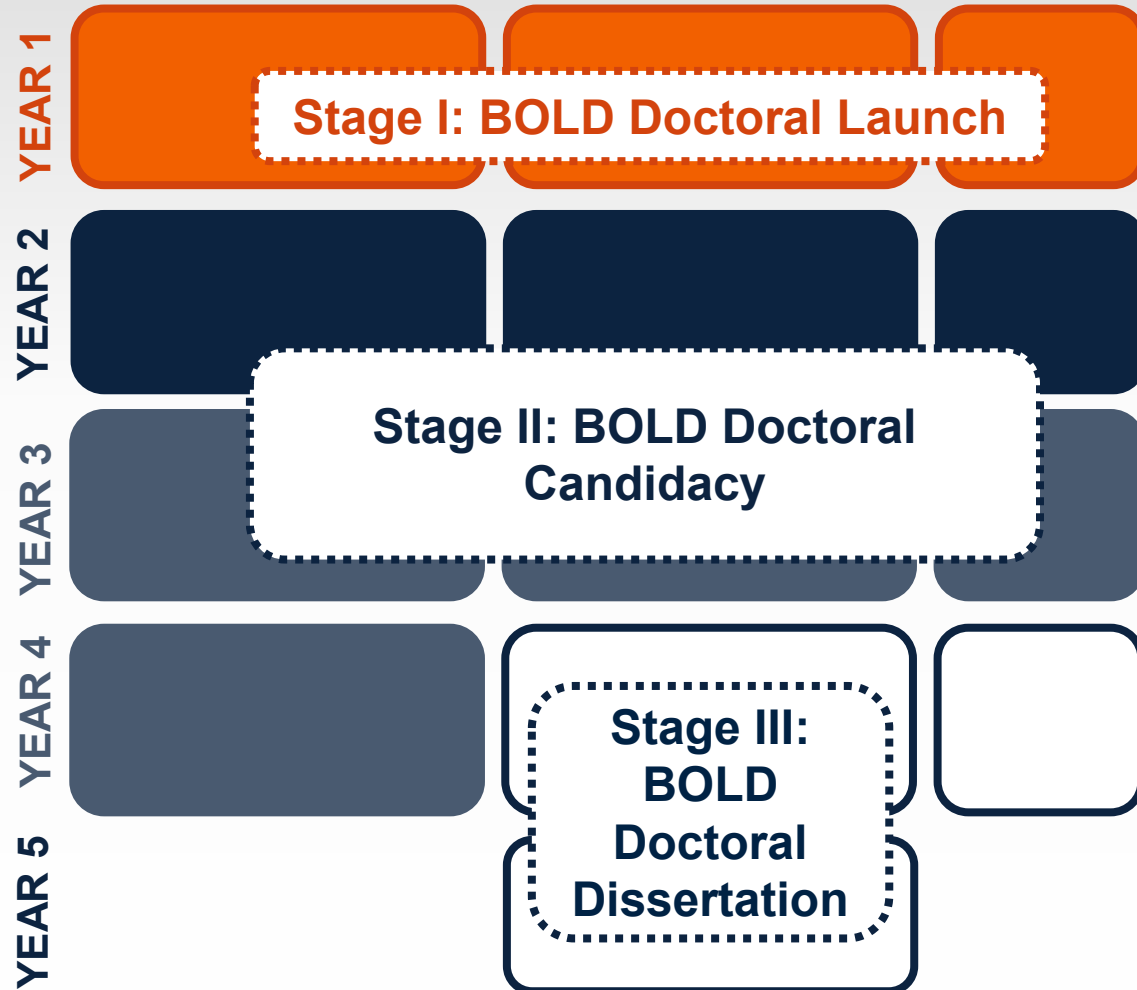 YEAR 1
Stage I: BOLD Doctoral Launch
YEAR 2
Stage II: BOLD Doctoral
Candidacy
YEAR 3
YEAR 4
Stage III:
BOLD
Doctoral
Dissertation
YEAR 5